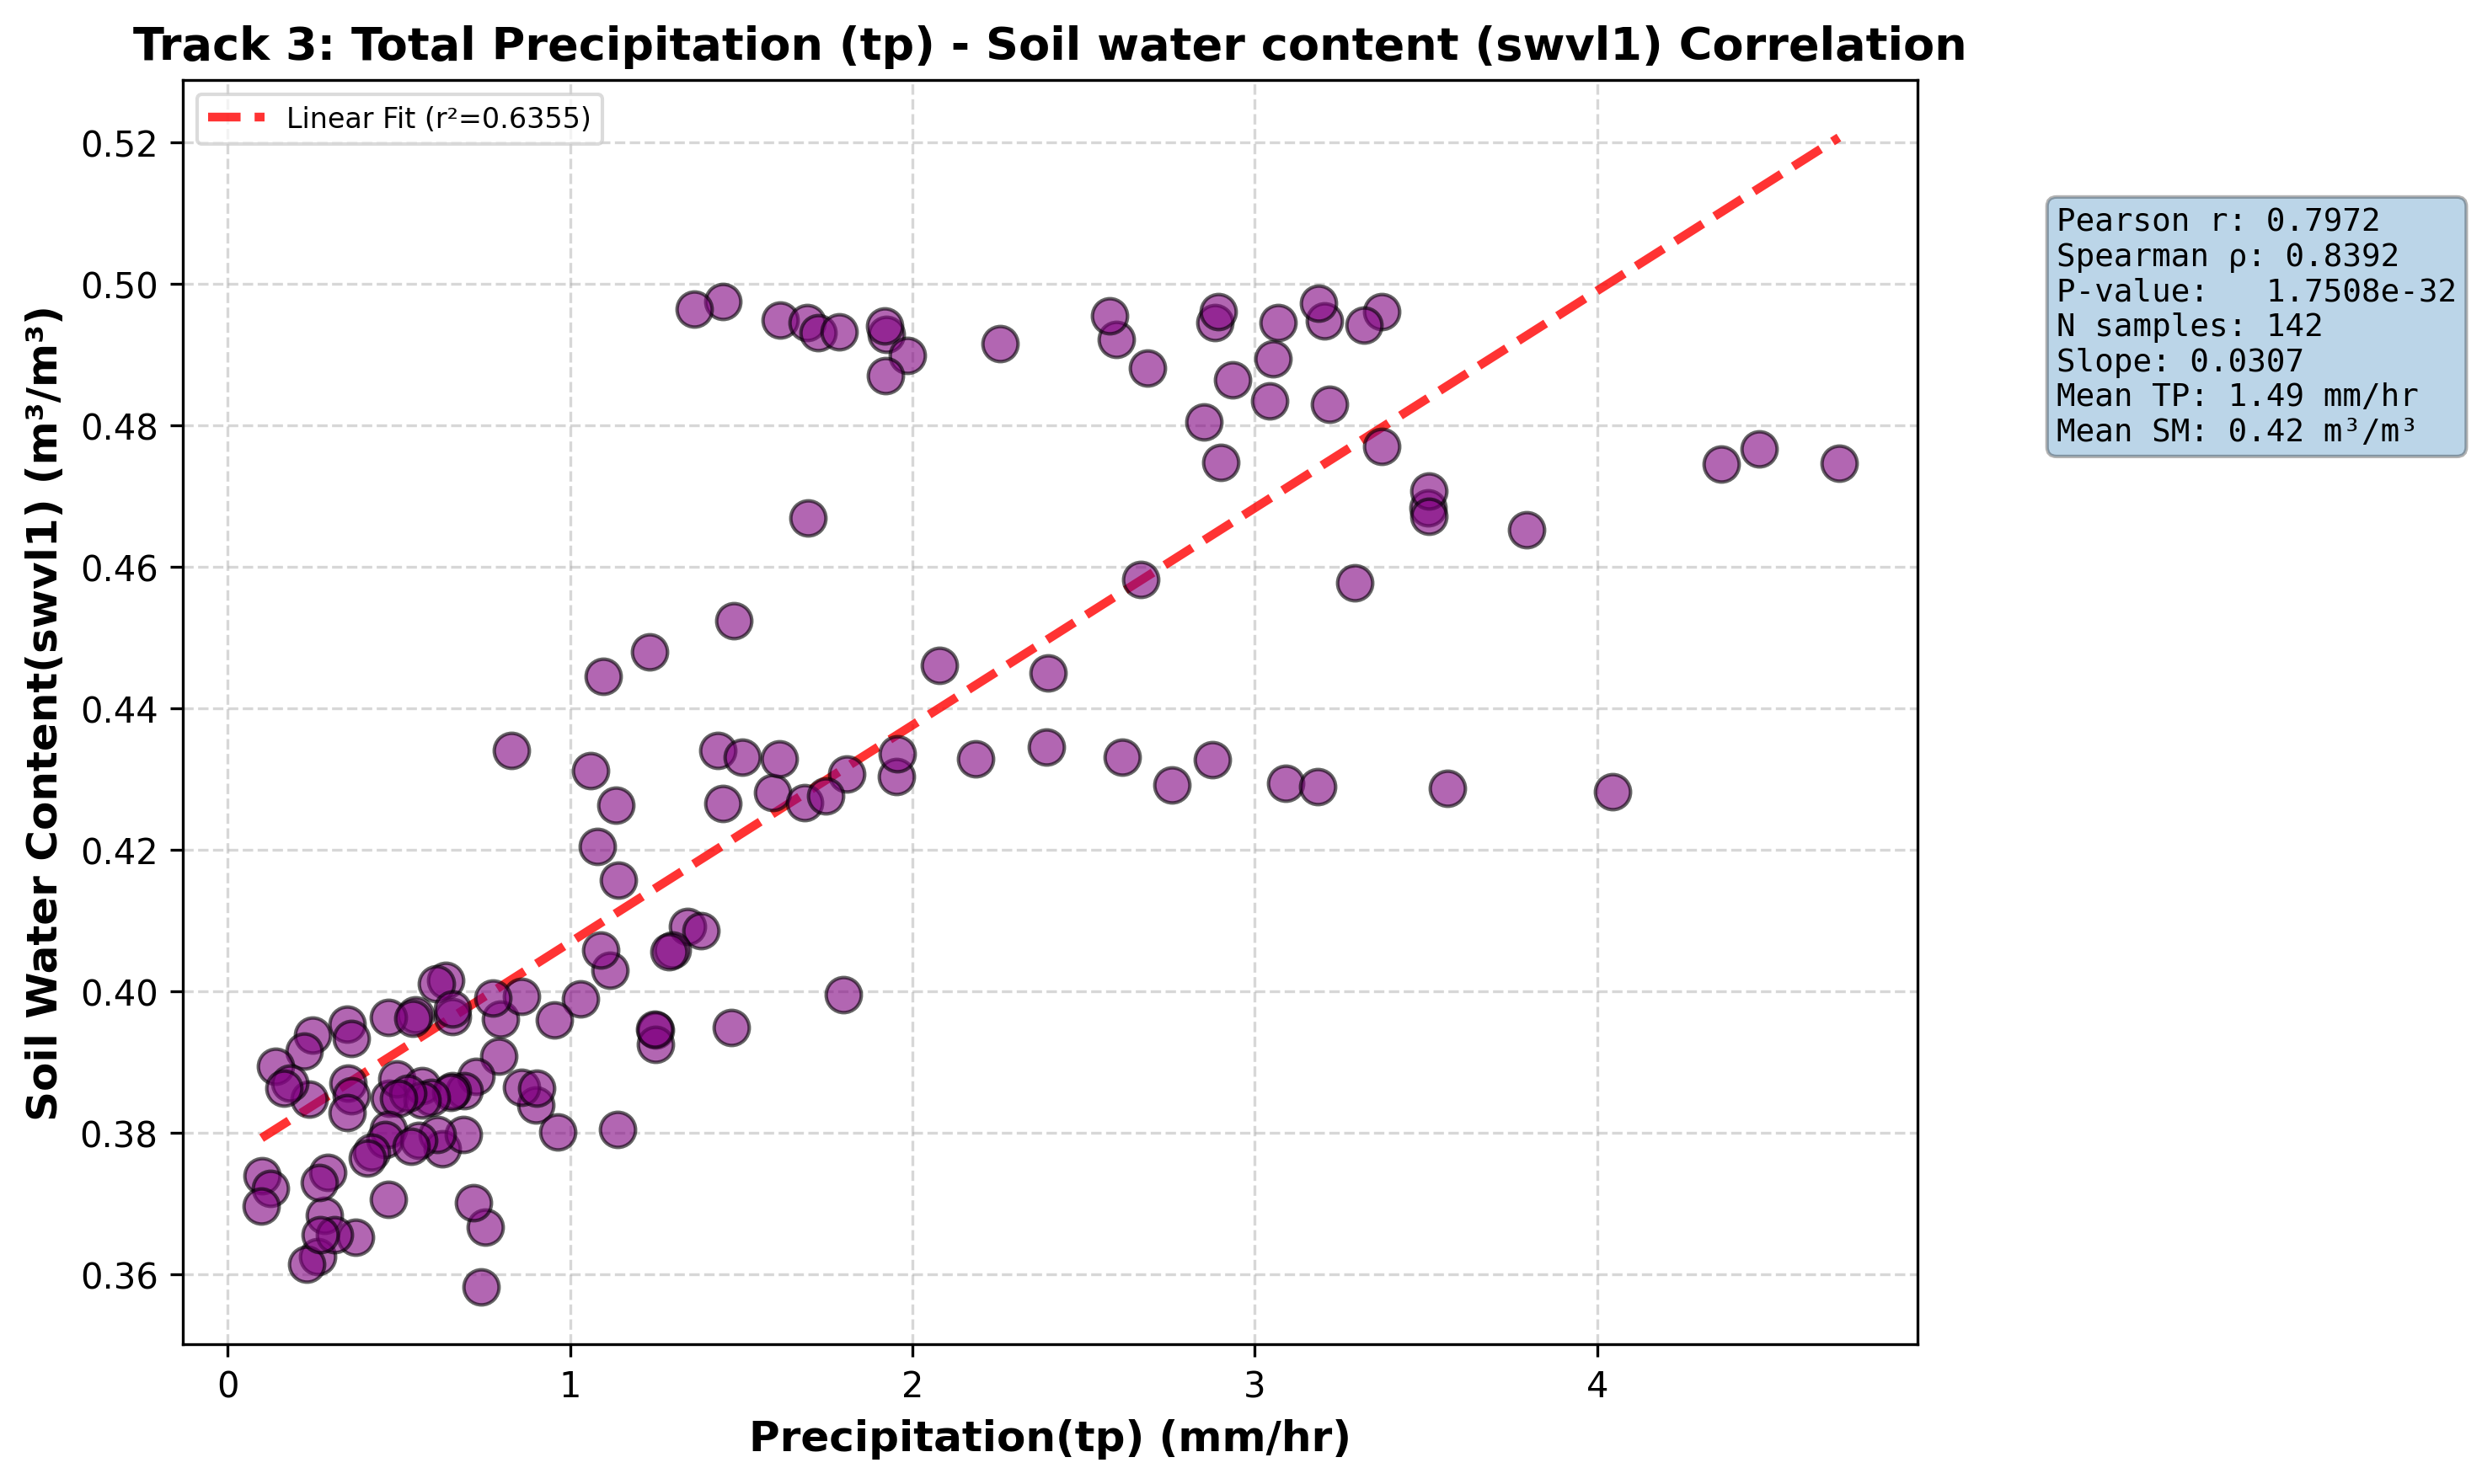 Track 3: Total Precipitation (tp) - Soil water content (swvl1) Correlation
Linear Fit (r²=0.6355)
Soil Water Content(swvl1) (m³/m³)
0.52
0.50
0.48
0.46
0.44
0.42
0.40
0.38
0.36
0 1 2 3 4
Precipitation(tp) (mm/hr)
Pearson r: 0.7972
Spearman ρ: 0.8392
P-value:   1.7508e-32
N samples: 142
Slope: 0.0307
Mean TP: 1.49 mm/hr
Mean SM: 0.42 m³/m³